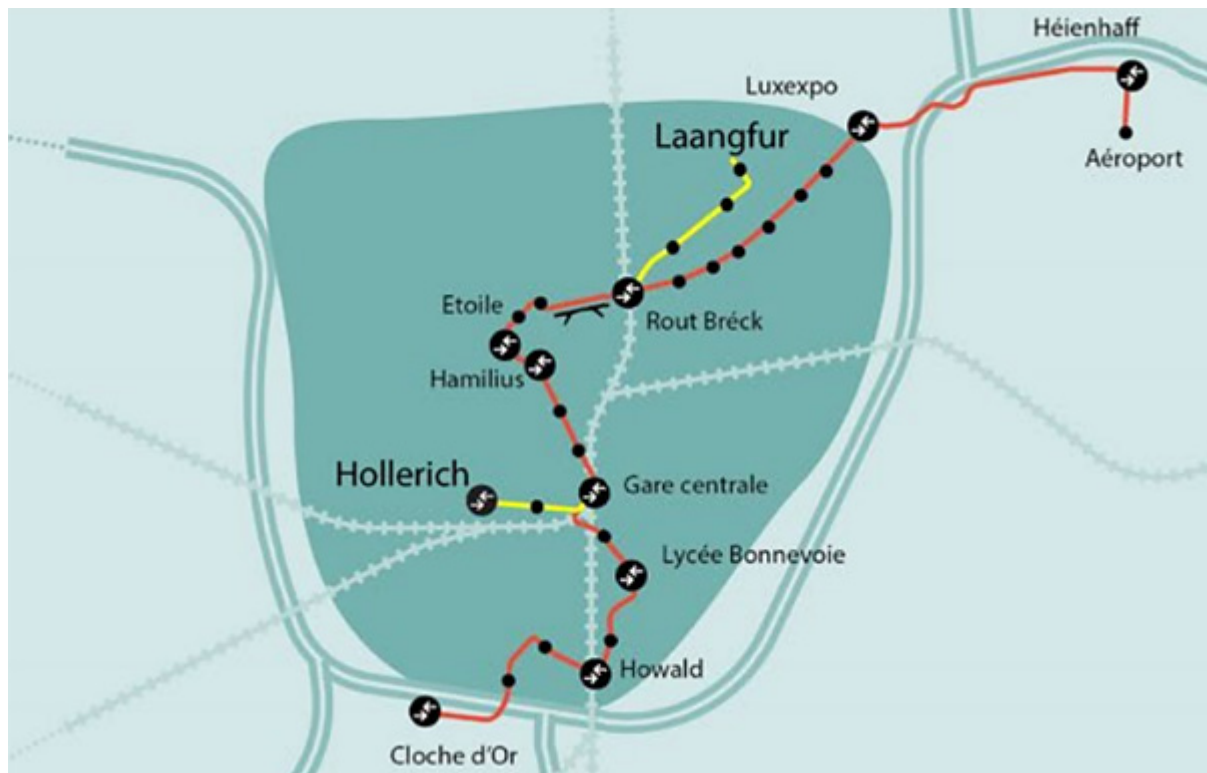 Héienhaff
Luxexpo
Laangfur
Aéroport
Etoile
Rout Bréck
Hamilius
Hollerich
Gare centrale
Lycée Bonnevoie
Howald
Cloche d'Or